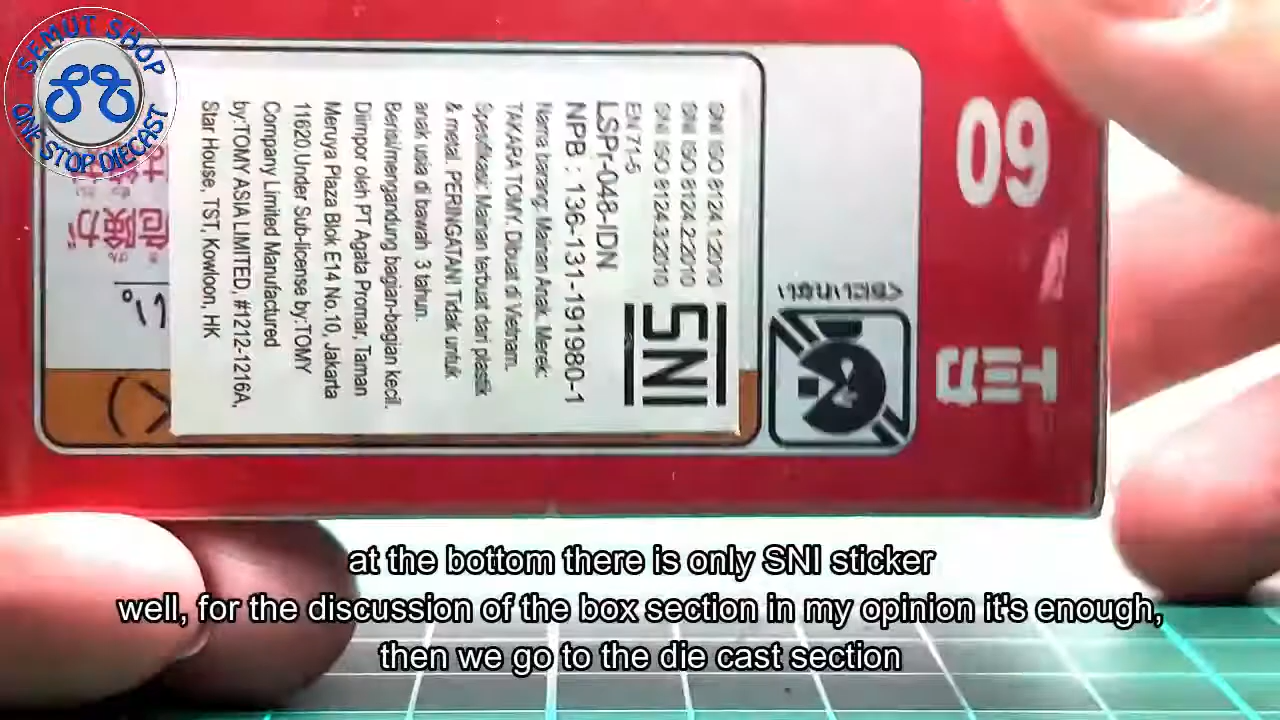 SEMUT SHOP
ONE STOP DIECAST
09
SNI ISO 8124.1:2010
SNI ISO 8124.2:2010
SNI ISO 8124.3:2010
EN 71-5
LSPr-048-IDN
NPB : 136-131-191980-1
SNI
Nama barang: Mainan Anak. Merek:
TAKARA TOMY. Dibuat di Vietnam.
Spesifikasi: Mainan terbuat dari plastik
& metal. PERINGATAN! Tidak untuk
anak usia di bawah 3 tahun.
Berisi/mengandung bagian-bagian kecil.
Diimpor oleh PT Agata Promar, Taman
Meruya Plaza Blok E14 No.10, Jakarta
11620 Under Sub-license by:TOMY
Company Limited Manufactured
by:TOMY ASIA LIMITED, #1212-1216A,
Star House, TST, Kowloon, HK
危険が
at the bottom there is only SNI sticker
well, for the discussion of the box section in my opinion it's enough,
then we go to the die cast section